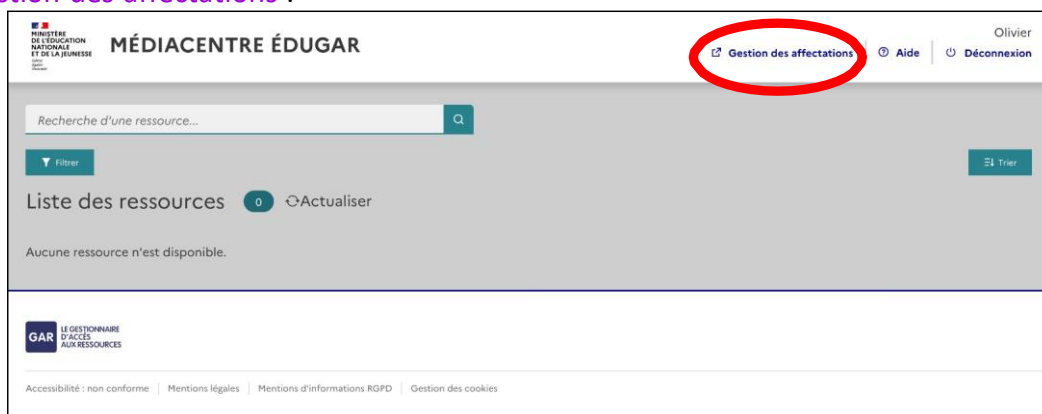 stion des affectations :
MINISTÈRE
DE L'ÉDUCATION
NATIONALE
ET DE LA JEUNESSE
MÉDIACENTRE ÉDUGAR
Olivier
Gestion des affectations
Aide
Déconnexion
Recherche d'une ressource...
Filtrer
Trier
Liste des ressources 0 Actualiser
Aucune ressource n'est disponible.
GAR
LE GESTIONNAIRE
D'ACCÈS
AUX RESSOURCES
Accessibilité : non conforme | Mentions légales | Mentions d'informations RGPD | Gestion des cookies